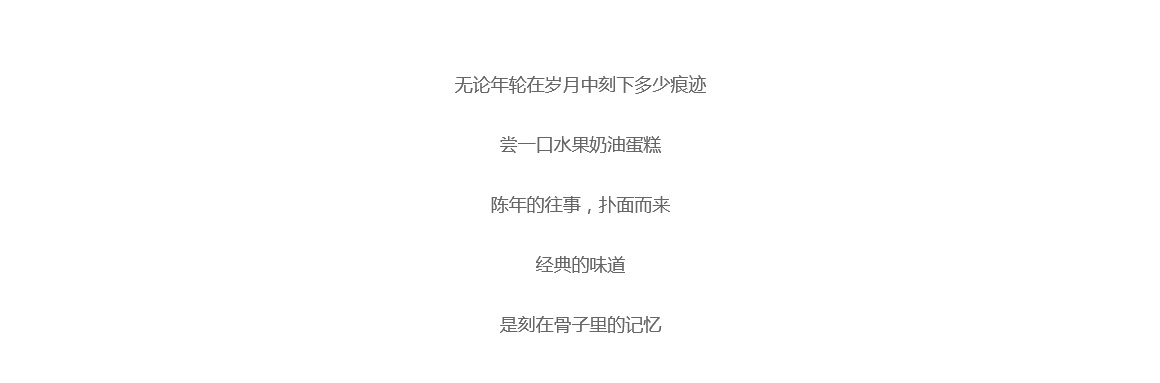 无论年轮在岁月中刻下多少痕迹
尝一口水果奶油蛋糕
陈年的往事，扑面而来
经典的味道
是刻在骨子里的记忆